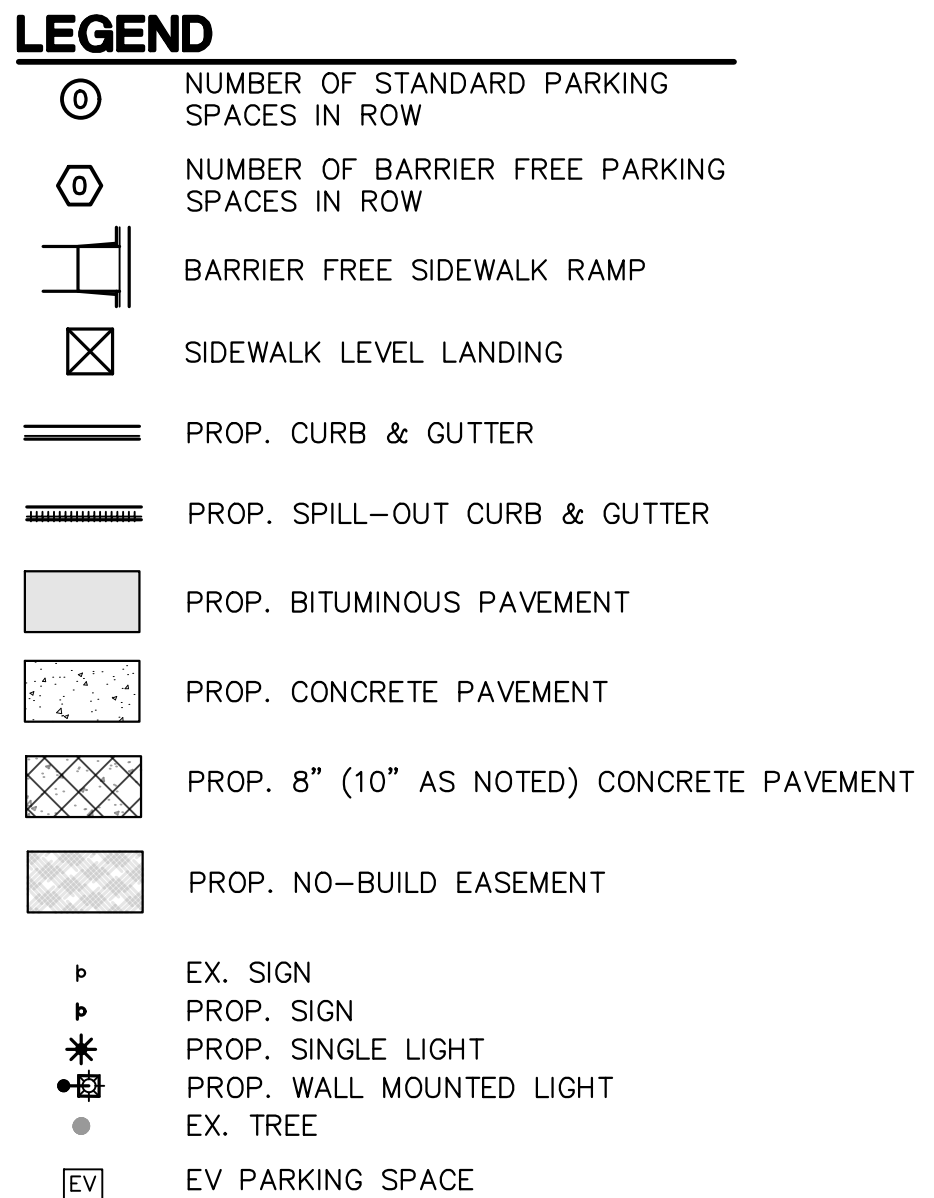 LEGEND
0 NUMBER OF STANDARD PARKING
SPACES IN ROW
0 NUMBER OF BARRIER FREE PARKING
SPACES IN ROW
BARRIER FREE SIDEWALK RAMP
SIDEWALK LEVEL LANDING
PROP. CURB & GUTTER
PROP. SPILL-OUT CURB & GUTTER
PROP. BITUMINOUS PAVEMENT
PROP. CONCRETE PAVEMENT
PROP. 8" (10" AS NOTED) CONCRETE PAVEMENT
PROP. NO-BUILD EASEMENT
EX. SIGN
PROP. SIGN
PROP. SINGLE LIGHT
PROP. WALL MOUNTED LIGHT
EX. TREE
EV EV PARKING SPACE